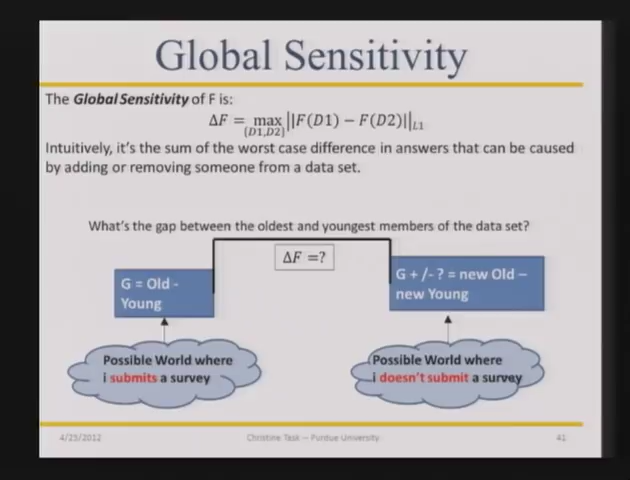 Global Sensitivity
The Global Sensitivity of F is:
ΔF = max ||F(D1) − F(D2)||L1
(D1,D2)
Intuitively, it's the sum of the worst case difference in answers that can be caused
by adding or removing someone from a data set.
What's the gap between the oldest and youngest members of the data set?
ΔF =?
G = Old -
Young
G + /- ? = new Old –
new Young
Possible World where
i submits a survey
Possible World where
i doesn't submit a survey
4/25/2012
Christine Task -- Purdue University
41